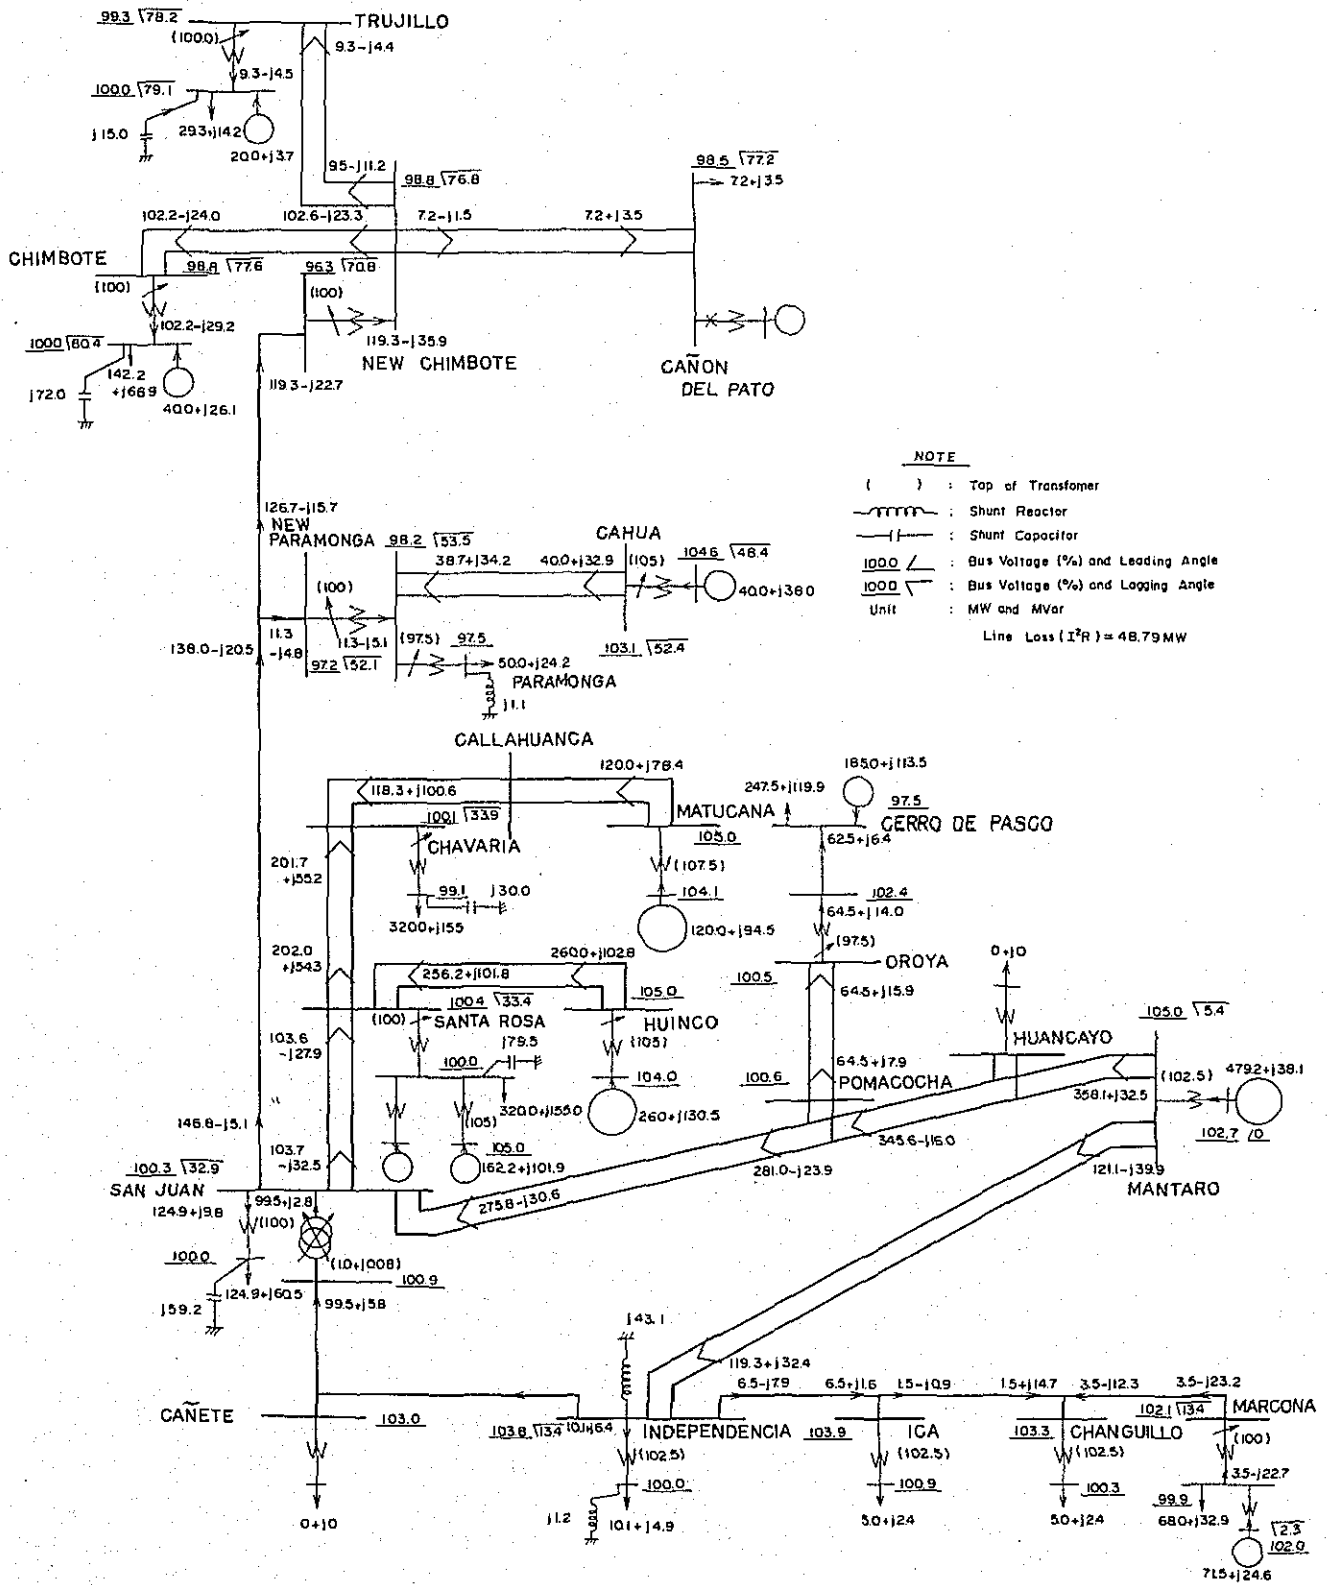 99.3 78.2
TRUJILLO
(100.0)
9.3-j4.4
9.3-j4.5
100.0 79.1
j15.0
29.3+j14.2
20.0+j3.7
9.5-j11.2
98.8 76.8
98.5 77.2
7.2+j3.5
102.2-j24.0
102.6-j23.3
7.2-j1.5
7.2+j3.5
CHIMBOTE
98.8 77.6
96.3 70.8
(100)
(100)
102.2-j29.2
119.3-j35.9
NEW CHIMBOTE
CAÑON
DEL PATO
100.0 80.4
142.2
+j66.9
j72.0
40.0+j26.1
119.3-j22.7
NOTE
( ) : Tap of Transfomer
: Shunt Reactor
: Shunt Capacitor
100.0 : Bus Voltage (%) and Leading Angle
100.0 : Bus Voltage (%) and Lagging Angle
Unit : MW and MVar
Line Loss (I²R) = 48.79 MW
126.7-j15.7
NEW
PARAMONGA
98.2 53.5
CAHUA
38.7+j34.2
40.0+j32.9
(105)
104.6 48.4
40.0+j38.0
(100)
11.3
-j4.8
11.3-j5.1
(97.5)
97.5
138.0-j20.5
97.2 52.1
103.1 52.4
50.0+j24.2
PARAMONGA
j1.1
CALLAHUANCA
120.0+j78.4
118.3+j100.6
247.5+j119.9
185.0+j113.5
97.5
MATUCANA
CERRO DE PASCO
100.1 33.9
CHAVARIA
105.0
62.5+j6.4
201.7
+j55.2
(107.5)
99.1
j30.0
104.1
102.4
64.5+j14.0
320.0+j155
120.0+j94.5
(97.5)
202.0
+j54.3
260.0+j102.8
256.2+j101.8
OROYA
0+j0
100.5
64.5+j15.9
100.4 33.4
105.0
105.0 5.4
(100)
SANTA ROSA
HUINCO
HUANCAYO
103.6
-j27.9
j79.5
(105)
100.0
104.0
64.5+j7.9
100.6
POMACOCHA
479.2+j38.1
(102.5)
358.1+j32.5
(105)
320.0+j155.0
260+j130.5
102.7 0
146.8-j5.1
345.6-j16.0
103.7
-j32.5
105.0
162.2+j101.9
281.0-j23.9
121.1-j39.9
100.3 32.9
SAN JUAN
MANTARO
99.5+j2.8
275.8-j30.6
124.9+j9.8
(100)
100.0
(1.0+j0.08)
100.9
j59.2
124.9+j60.5
99.5+j5.8
j43.1
119.3+j32.4
6.5-j7.9
6.5+j1.6
1.5-j0.9
1.5+j14.7
3.5-j12.3
3.5-j23.2
CAÑETE
103.0
103.8 13.4
10.1+j6.4
INDEPENDENCIA
103.9
ICA
103.3
CHANGUILLO
102.1 13.4
MARCONA
(102.5)
(102.5)
(102.5)
(100)
3.5-j22.7
100.0
100.9
100.3
99.9
0+j0
j1.2
10.1+j4.9
5.0+j2.4
5.0+j2.4
68.0+j32.9
2.3
102.0
71.5+j24.6